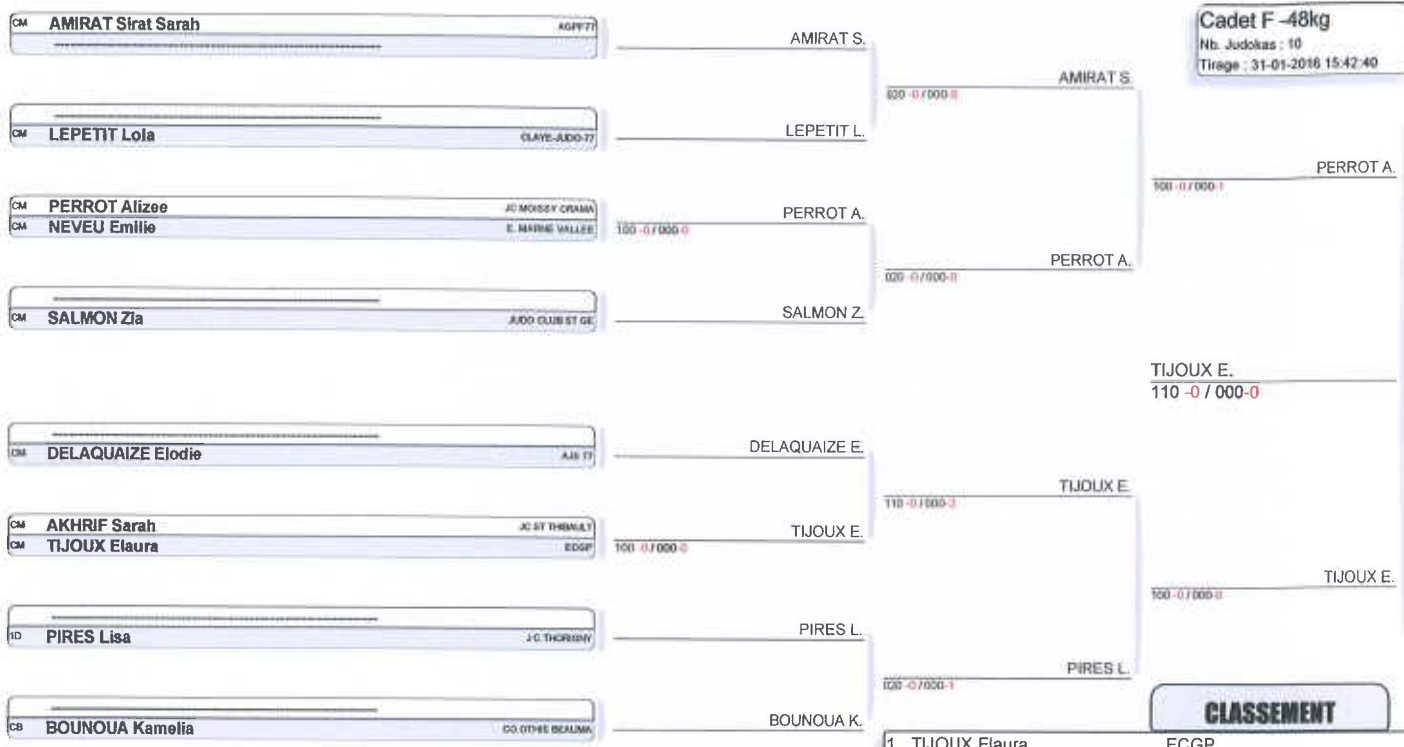 Cadet F -48kg
Nb. Judokas : 10
Tirage : 31-01-2016 15:42:40
CM AMIRAT Sirat Sarah AGPF77
CM LEPETIT Lola CLAYE-JUDO-77
CM PERROT Alizee JC MOISSY CRAMA
CM NEVEU Emilie E. MARNE VALLEE
CM SALMON Zia JUDO CLUB ST GE
CM DELAQUAIZE Elodie AJS 77
CM AKHRIF Sarah JC ST THIBAULT
CM TIJOUX Elaura ECGP
1D PIRES Lisa J C THORIGNY
CB BOUNOUA Kamelia CO OTHIS BEAUMA
100 -0 / 000-0
100 -0 / 000-0
AMIRAT S.
LEPETIT L.
PERROT A.
SALMON Z.
DELAQUAIZE E.
TIJOUX E.
PIRES L.
BOUNOUA K.
AMIRAT S.
020 -0 / 000-0
PERROT A.
020 -0 / 000-0
TIJOUX E.
110 -0 / 000-3
PIRES L.
020 -0 / 000-1
PERROT A.
100 -0 / 000-1
TIJOUX E.
100 -0 / 000-0
TIJOUX E.
110 -0 / 000-0
CLASSEMENT
1 TIJOUX Elaura ECGP